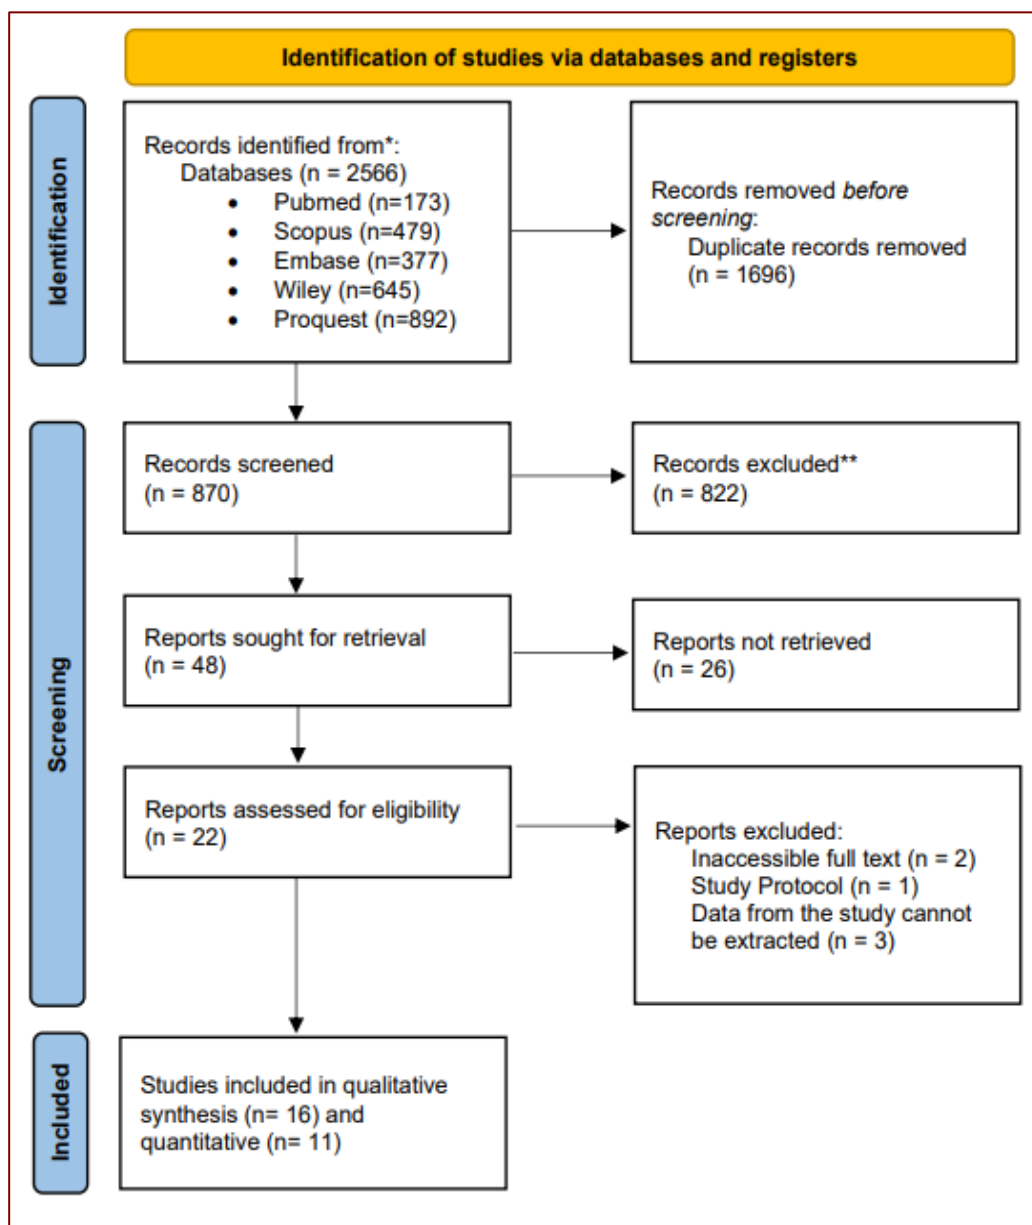 Identification of studies via databases and registers
Identification
Records identified from*:
Databases (n = 2566)
• Pubmed (n=173)
• Scopus (n=479)
• Embase (n=377)
• Wiley (n=645)
• Proquest (n=892)
Records removed before
screening:
Duplicate records removed
(n = 1696)
Screening
Records screened
(n = 870)
Records excluded**
(n = 822)
Reports sought for retrieval
(n = 48)
Reports not retrieved
(n = 26)
Reports assessed for eligibility
(n = 22)
Reports excluded:
Inaccessible full text (n = 2)
Study Protocol (n = 1)
Data from the study cannot
be extracted (n = 3)
Included
Studies included in qualitative
synthesis (n= 16) and
quantitative (n= 11)